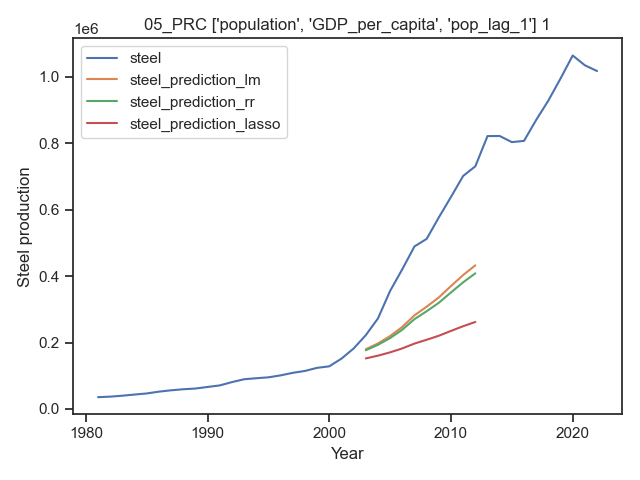 05_PRC ['population', 'GDP_per_capita', 'pop_lag_1'] 1
1e6
steel
steel_prediction_lm
steel_prediction_rr
steel_prediction_lasso
1.0
0.8
0.6
0.4
0.2
0.0
Steel production
1980 1990 2000 2010 2020
Year